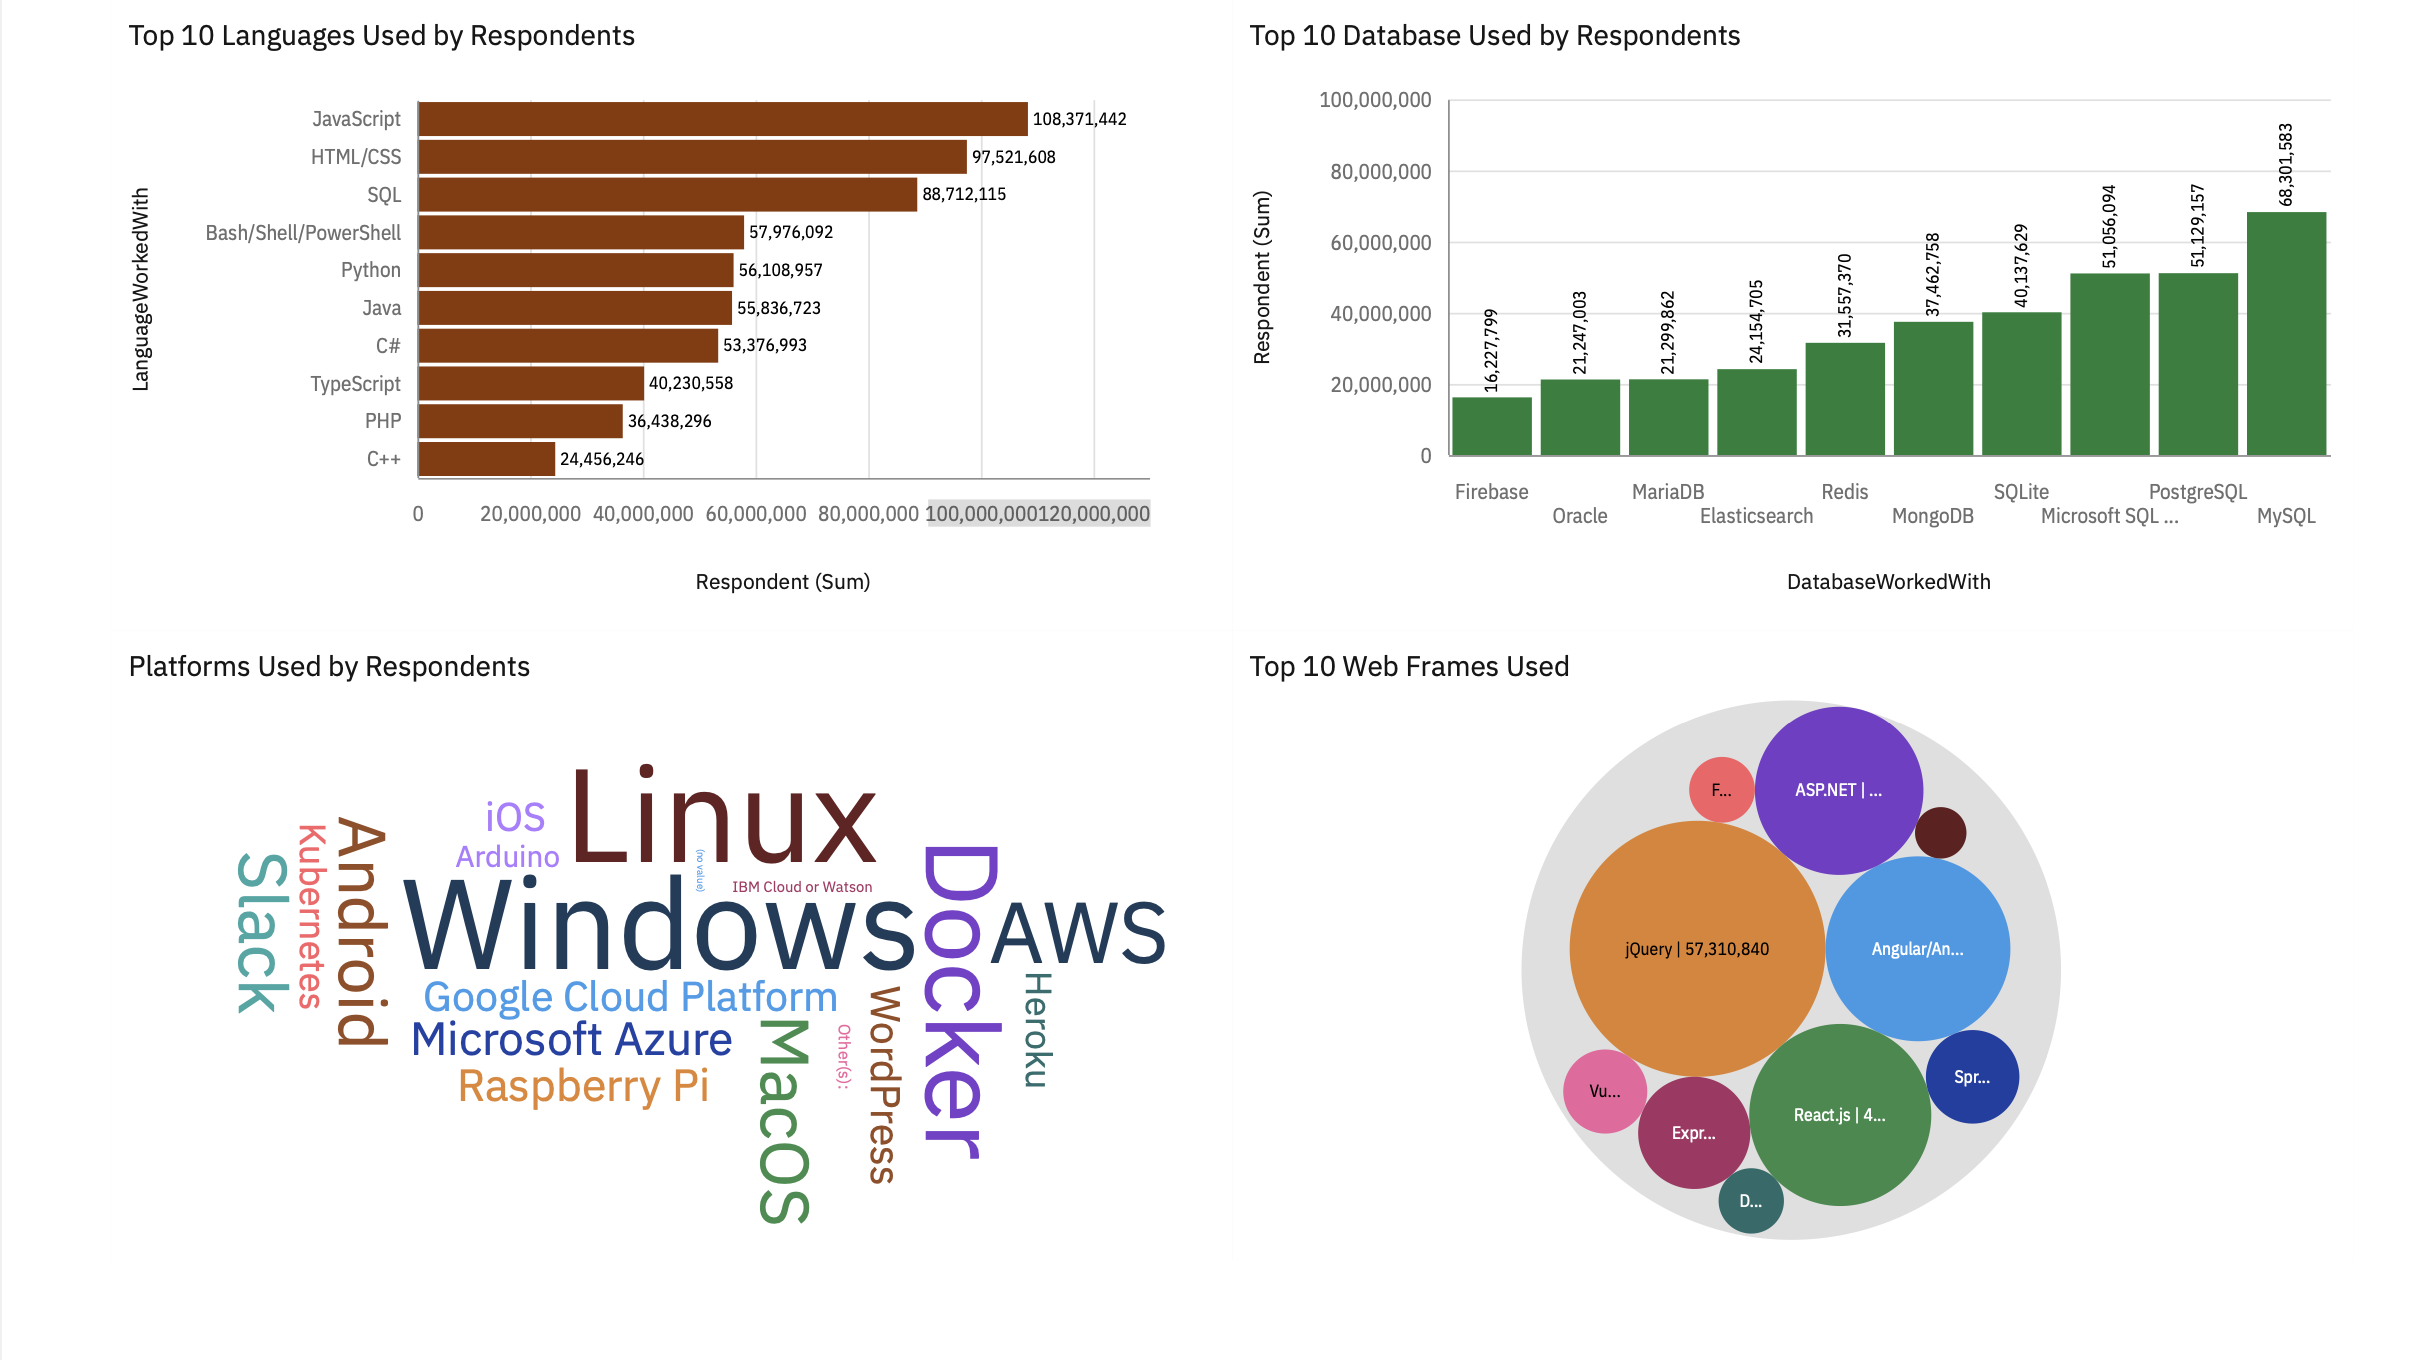 Top 10 Languages Used by Respondents
LanguageWorkedWith
JavaScript 108,371,442
HTML/CSS 97,521,608
SQL 88,712,115
Bash/Shell/PowerShell 57,976,092
Python 56,108,957
Java 55,836,723
C# 53,376,993
TypeScript 40,230,558
PHP 36,438,296
C++ 24,456,246
0 20,000,000 40,000,000 60,000,000 80,000,000 100,000,000 120,000,000
Respondent (Sum)
Top 10 Database Used by Respondents
Respondent (Sum)
100,000,000
80,000,000
60,000,000
40,000,000
20,000,000
0
16,227,799
21,247,003
21,299,862
24,154,705
31,557,370
37,462,758
40,137,629
51,056,094
51,129,157
68,301,583
Firebase MariaDB Redis SQLite PostgreSQL
Oracle Elasticsearch MongoDB Microsoft SQL ... MySQL
DatabaseWorkedWith
Platforms Used by Respondents
Linux
iOS
Arduino
(no value)
IBM Cloud or Watson
Slack
Kubernetes
Android
Windows
Docker
AWS
Google Cloud Platform
Microsoft Azure
Raspberry Pi
MacOS
Other(s):
WordPress
Heroku
Top 10 Web Frames Used
ASP.NET | ...
F...
jQuery | 57,310,840
Angular/An...
Spr...
Vu...
React.js | 4...
Expr...
D...